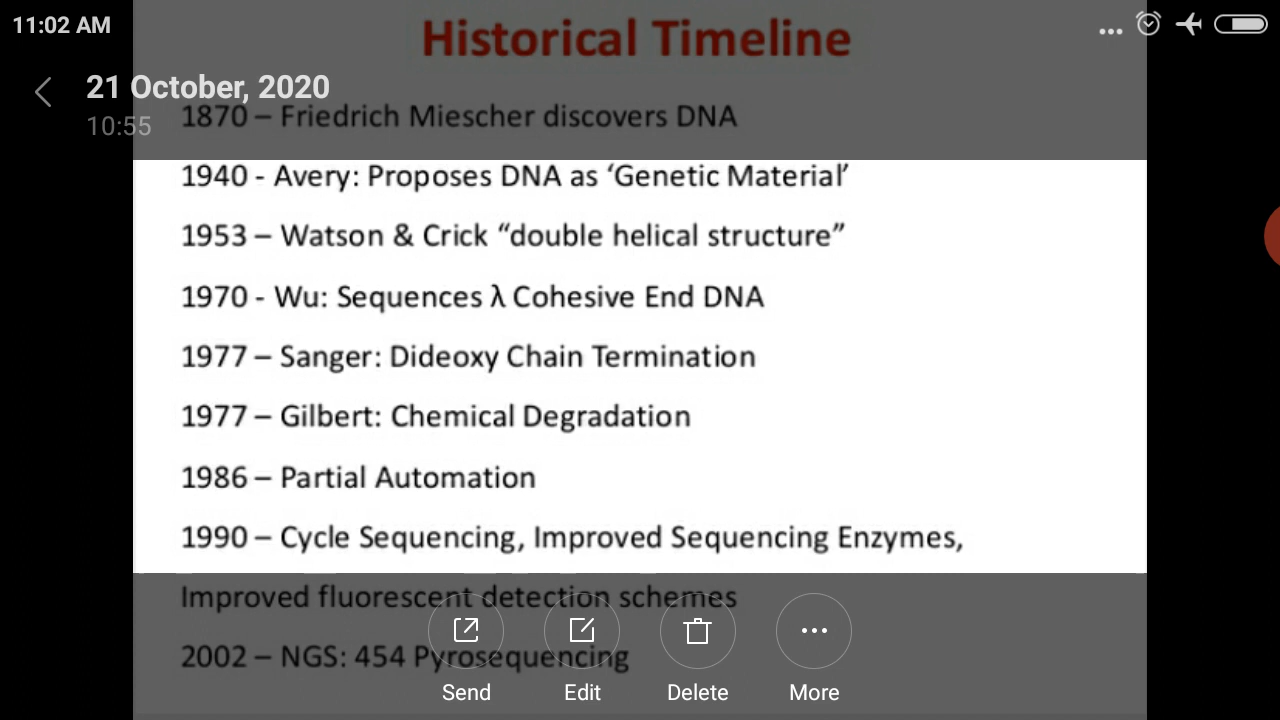 11:02 AM
Historical Timeline
21 October, 2020
10:55
1870 – Friedrich Miescher discovers DNA
1940 - Avery: Proposes DNA as ‘Genetic Material’
1953 – Watson & Crick “double helical structure”
1970 - Wu: Sequences λ Cohesive End DNA
1977 – Sanger: Dideoxy Chain Termination
1977 – Gilbert: Chemical Degradation
1986 – Partial Automation
1990 – Cycle Sequencing, Improved Sequencing Enzymes,
Improved fluorescent detection schemes
2002 – NGS: 454 Pyrosequencing
Send Edit Delete More